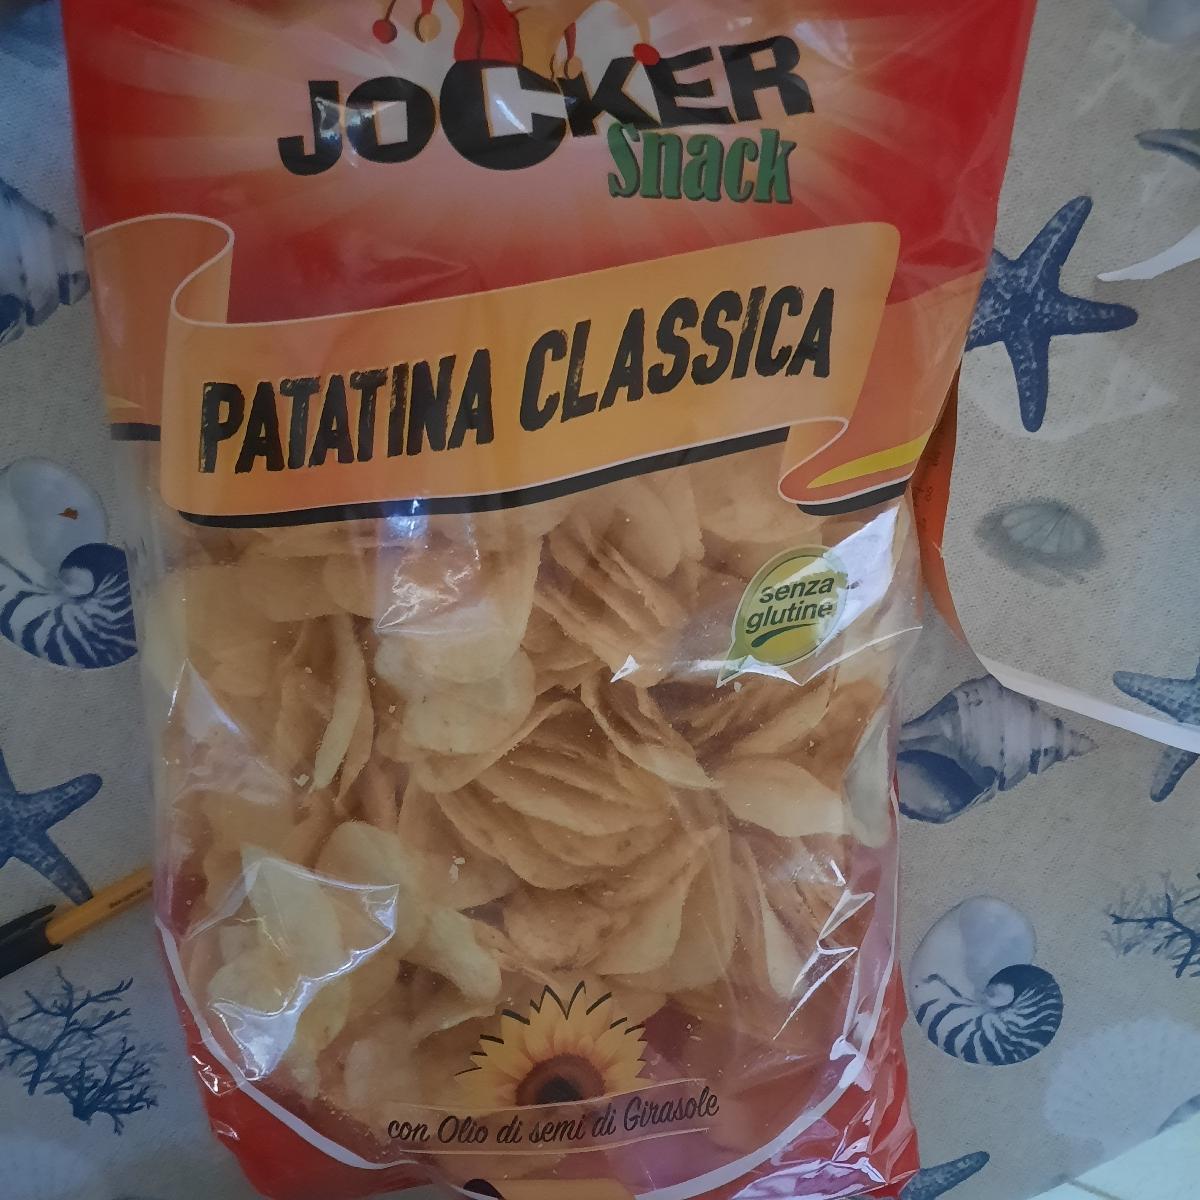 JOCKER
Snack
PATATINA CLASSICA
senza
glutine
con Olio di semi di Girasole